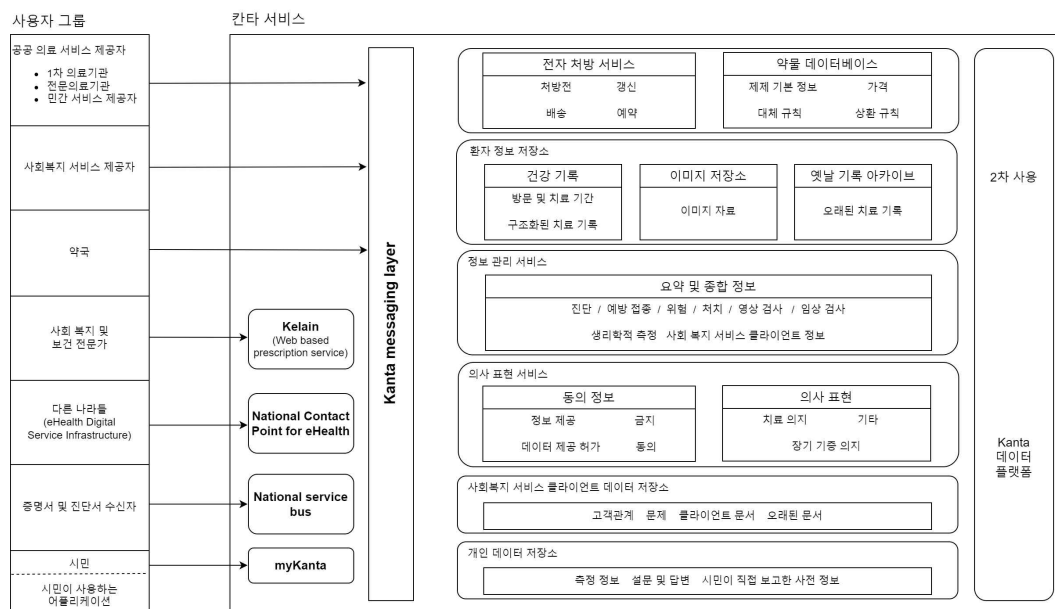 사용자 그룹
칸타 서비스
공공 의료 서비스 제공자
• 1차 의료기관
• 전문의료기관
• 민간 서비스 제공자
사회복지 서비스 제공자
약국
사회 복지 및
보건 전문가
다른 나라들
(eHealth Digital
Service Infrastructure)
증명서 및 진단서 수신자
시민
시민이 사용하는
어플리케이션
Kelain
(Web based
prescription service)
National Contact
Point for eHealth
National service
bus
myKanta
Kanta messaging layer
전자 처방 서비스
처방전 갱신
배송 예약
약물 데이터베이스
제제 기본 정보 가격
대체 규칙 상환 규칙
환자 정보 저장소
건강 기록
방문 및 치료 기간
구조화된 치료 기록
이미지 저장소
이미지 자료
옛날 기록 아카이브
오래된 치료 기록
정보 관리 서비스
요약 및 종합 정보
진단 / 예방 접종 / 위험 / 처치 / 영상 검사 / 임상 검사
생리학적 측정 사회 복지 서비스 클라이언트 정보
의사 표현 서비스
동의 정보
정보 제공 금지
데이터 제공 허가 동의
의사 표현
치료 의지 기타
장기 기증 의지
사회복지 서비스 클라이언트 데이터 저장소
고객관계 문제 클라이언트 문서 오래된 문서
개인 데이터 저장소
측정 정보 설문 및 답변 시민이 직접 보고한 사전 정보
2차 사용
Kanta
데이터
플랫폼